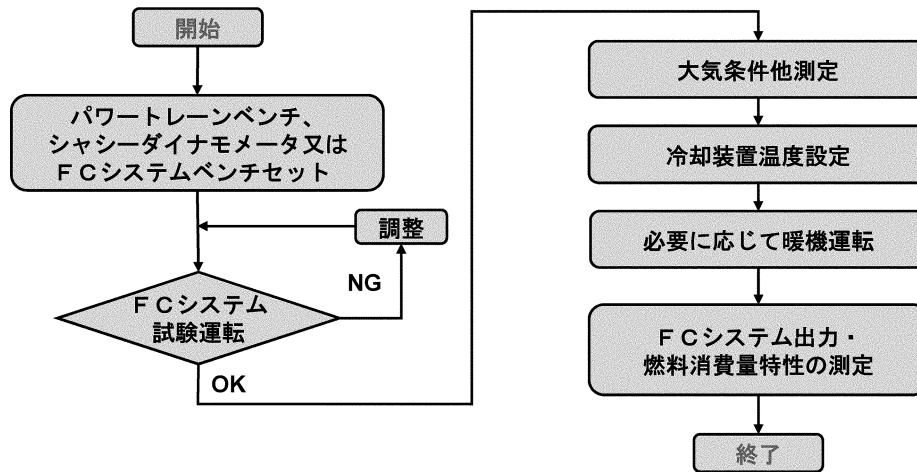 開始
パワートレーンベンチ、
シャシーダイナモメータ又は
ＦＣシステムベンチセット
調整
NG
ＦＣシステム
試験運転
OK
大気条件他測定
冷却装置温度設定
必要に応じて暖機運転
ＦＣシステム出力・
燃料消費量特性の測定
終了